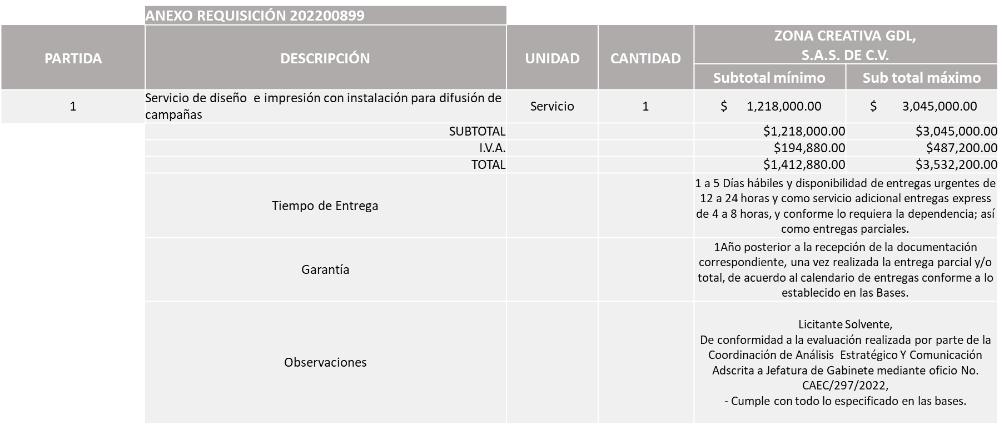 ANEXO REQUISICIÓN 202200899
PARTIDA
DESCRIPCIÓN
UNIDAD
CANTIDAD
ZONA CREATIVA GDL,
S.A.S. DE C.V.
Subtotal mínimo
Sub total máximo
1
Servicio de diseño  e impresión con instalación para difusión de
campañas
Servicio
1
$ 1,218,000.00
$ 3,045,000.00
SUBTOTAL $1,218,000.00 $3,045,000.00
I.V.A. $194,880.00 $487,200.00
TOTAL $1,412,880.00 $3,532,200.00
Tiempo de Entrega
1 a 5 Días hábiles y disponibilidad de entregas urgentes de
12 a 24 horas y como servicio adicional entregas express
de 4 a 8 horas, y conforme lo requiera la dependencia; así
como entregas parciales.
Garantía
1Año posterior a la recepción de la documentación
correspondiente, una vez realizada la entrega parcial y/o
total, de acuerdo al calendario de entregas conforme a lo
establecido en las Bases.
Observaciones
Licitante Solvente,
De conformidad a la evaluación realizada por parte de la
Coordinación de Análisis  Estratégico Y Comunicación
Adscrita a Jefatura de Gabinete mediante oficio No.
CAEC/297/2022,
- Cumple con todo lo especificado en las bases.